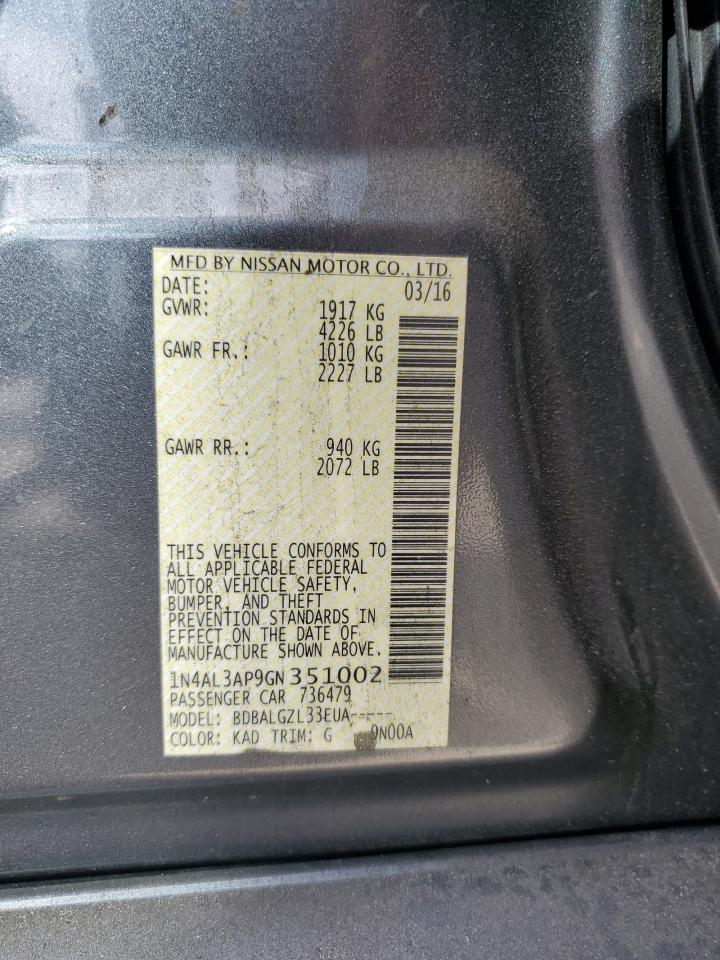 MFD BY NISSAN MOTOR CO., LTD.
DATE: 03/16
GVWR: 1917 KG
4226 LB
GAWR FR.: 1010 KG
2227 LB
GAWR RR.: 940 KG
2072 LB
THIS VEHICLE CONFORMS TO
ALL APPLICABLE FEDERAL
MOTOR VEHICLE SAFETY,
BUMPER, AND THEFT
PREVENTION STANDARDS IN
EFFECT ON THE DATE OF
MANUFACTURE SHOWN ABOVE.
1N4AL3AP9GN351002
PASSENGER CAR 736479
MODEL: BDBALGZL33EUA-----
COLOR: KAD TRIM: G 0N00A